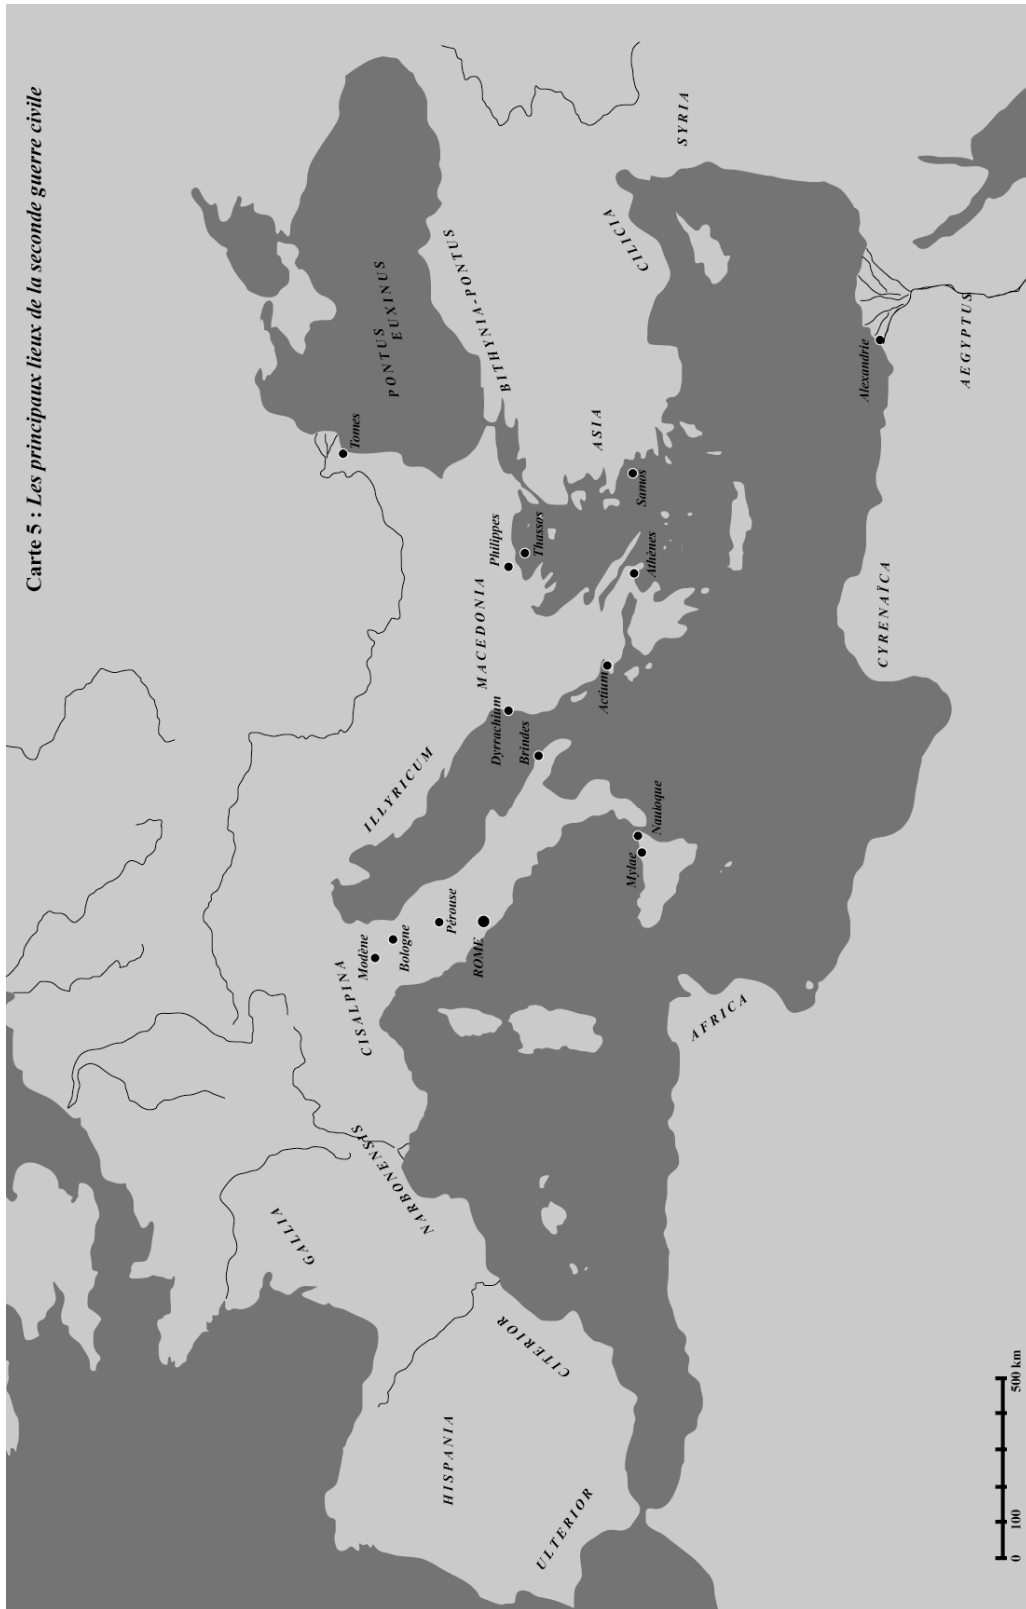 Carte 5 : Les principaux lieux de la seconde guerre civile
GALLIA
NARBONENSIS
CISALPINA
Modène
Bologne
Pérouse
ROME
ILLYRICUM
Tomes
PONTUS
EUXINUS
BITHYNIA-PONTUS
HISPANIA
CITERIOR
ULTERIOR
Dyrrachium
Brindes
MACEDONIA
Philippes
Thassos
ASIA
CILICIA
SYRIA
Mylae
Nauloque
Actium
Athènes
Samos
AFRICA
CYRENAÏCA
Alexandrie
AEGYPTUS
0 100 500 km